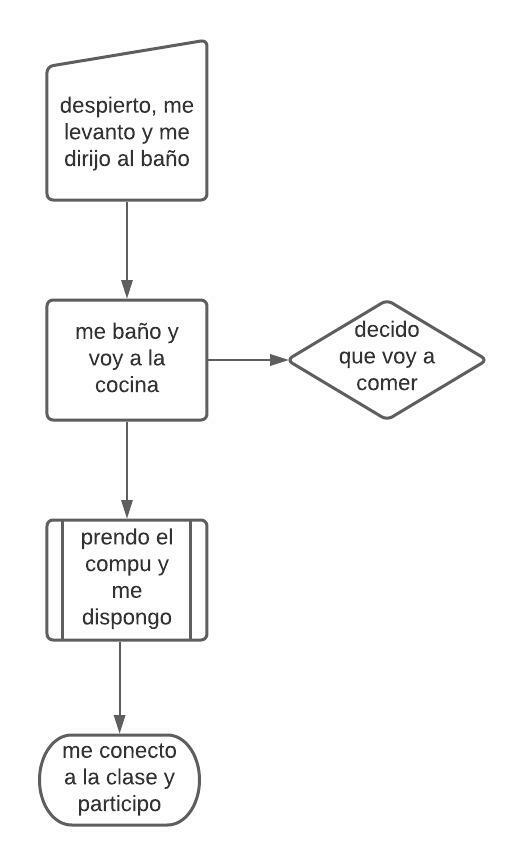 despierto, me
levanto y me
dirijo al baño
me baño y
voy a la
cocina
decido
que voy a
comer
prendo el
compu y
me
dispongo
me conecto
a la clase y
participo